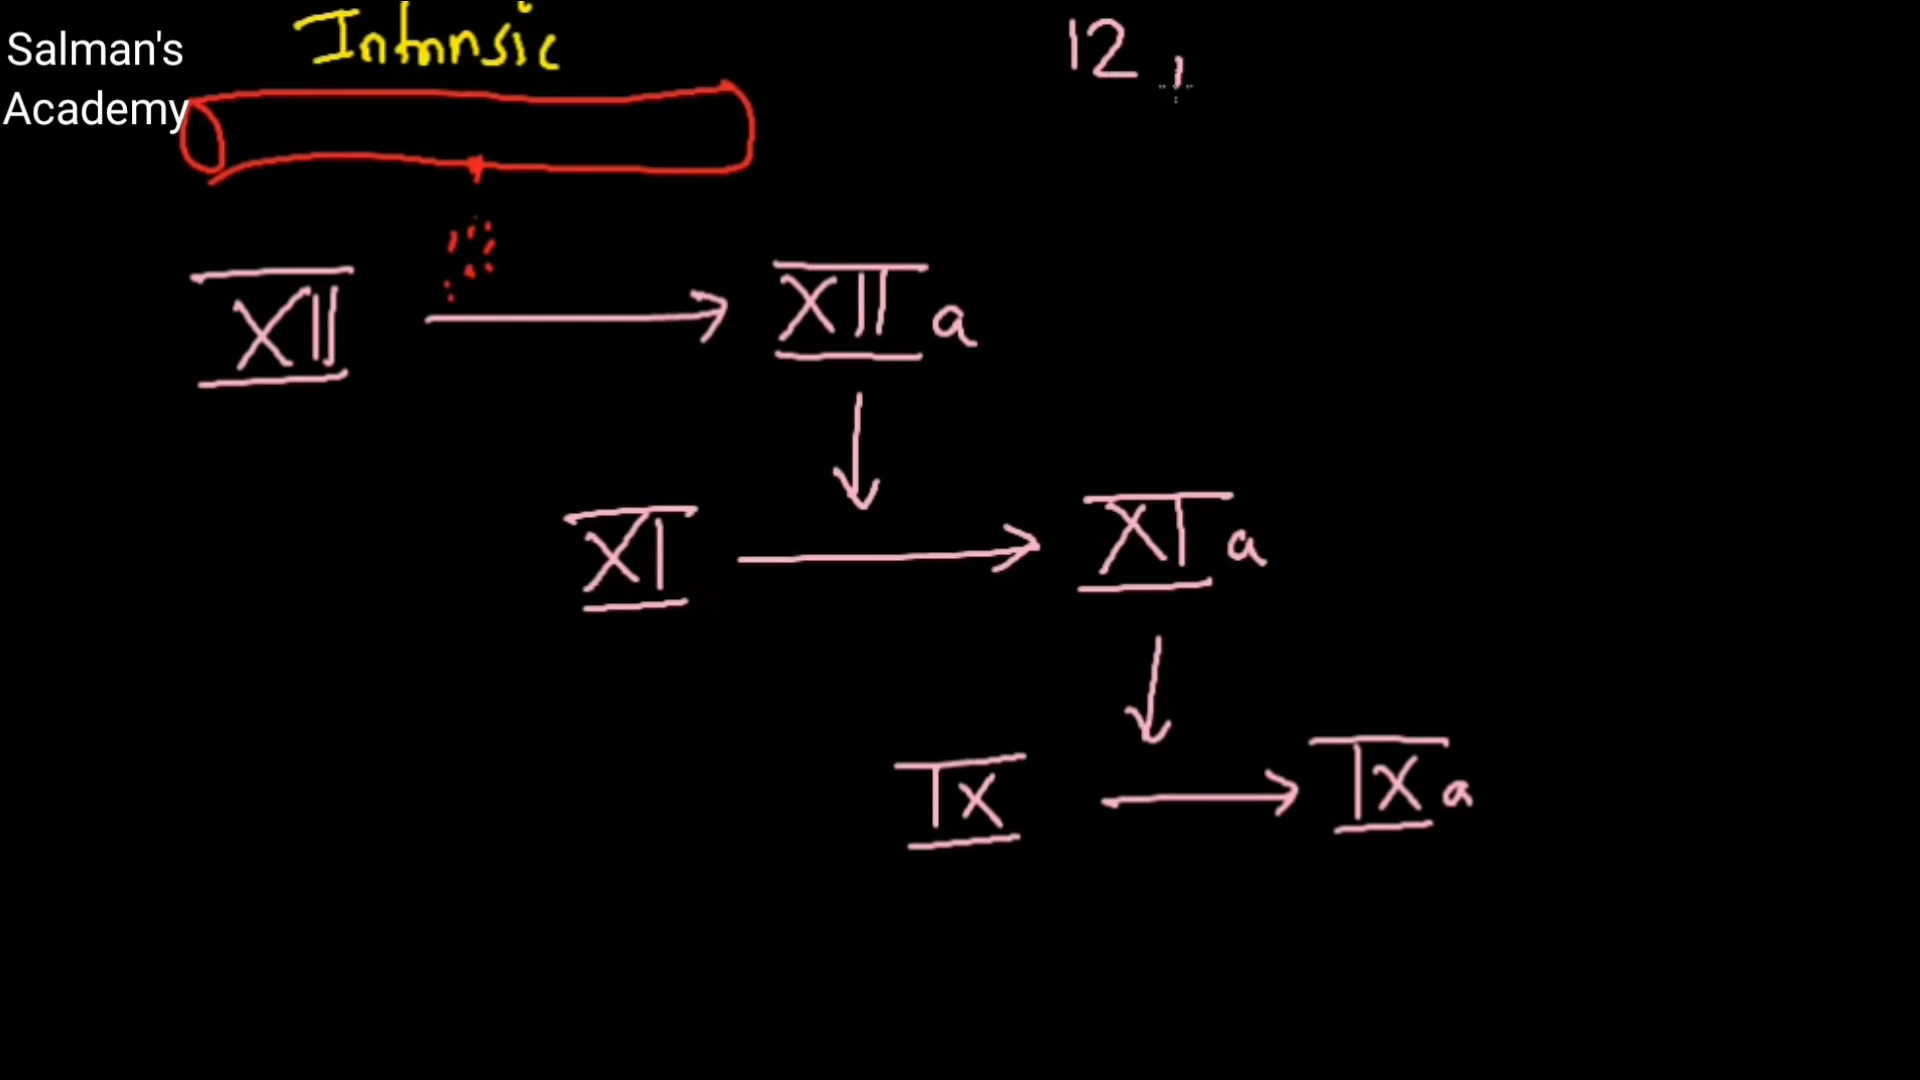 Salman's
Academy
Intrinsic
12,
XII → XIIa
↓
XI → XIa
↓
IX → IXa